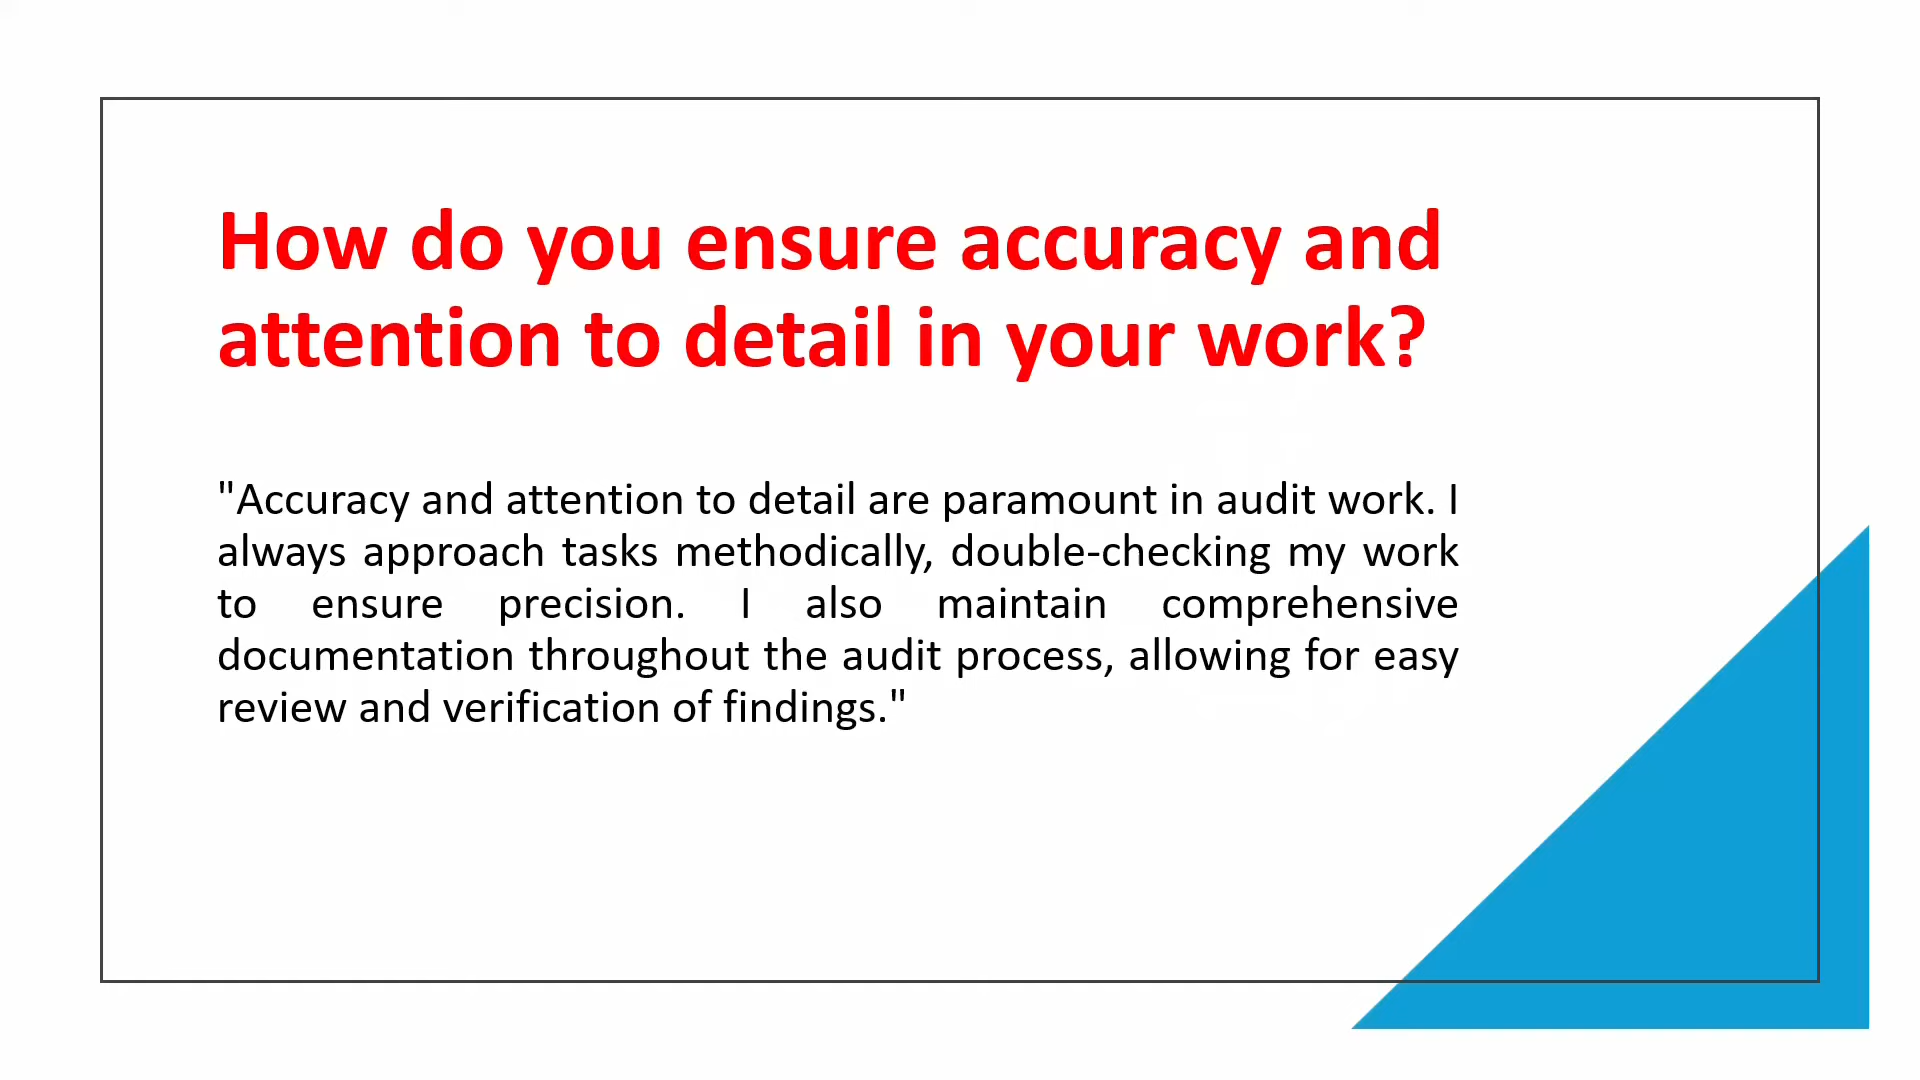 How do you ensure accuracy and
attention to detail in your work?
"Accuracy and attention to detail are paramount in audit work. I
always approach tasks methodically, double-checking my work
to ensure precision. I also maintain comprehensive
documentation throughout the audit process, allowing for easy
review and verification of findings."